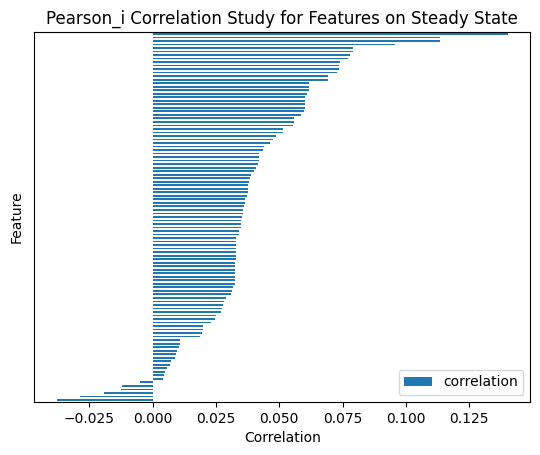 Pearson_i Correlation Study for Features on Steady State
Feature
correlation
−0.025 0.000 0.025 0.050 0.075 0.100 0.125
Correlation